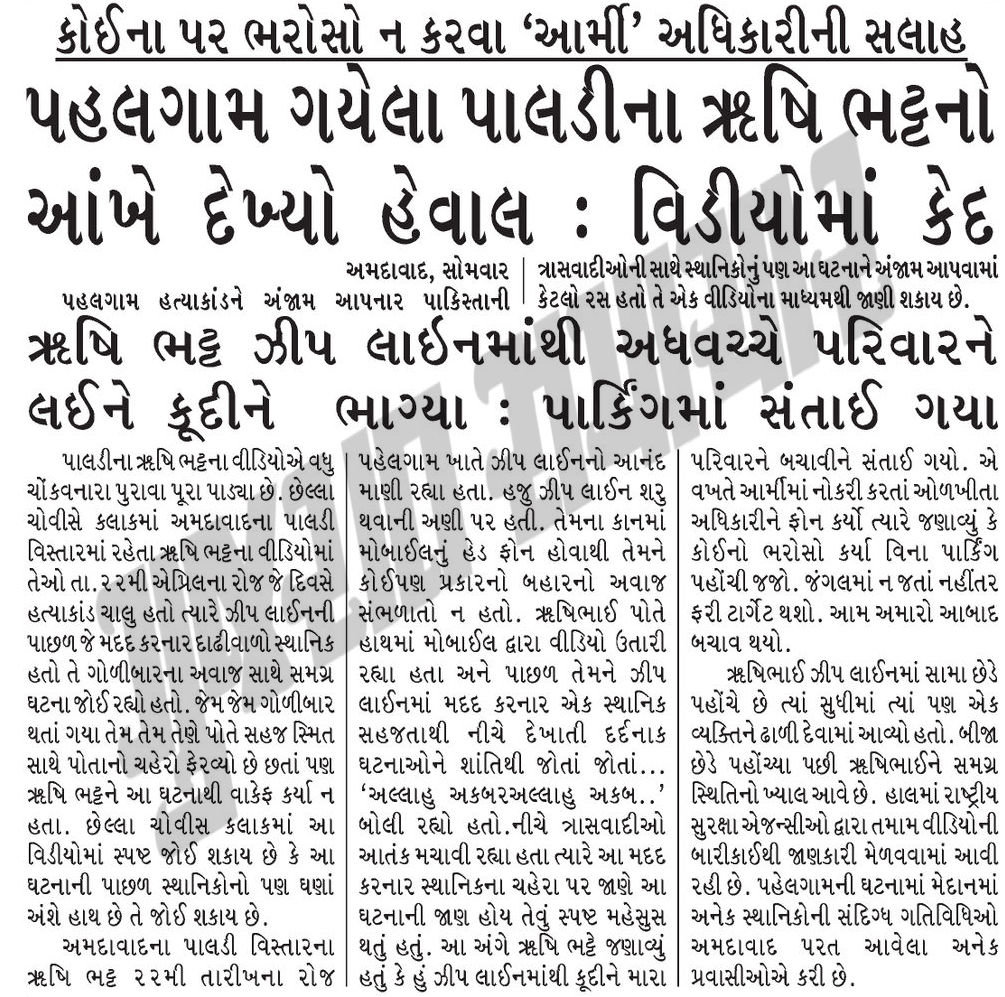 કોઈના પર ભરોસો ન કરવા ‘આર્મી’ અધિકારીની સલાહ
પહલગામ ગયેલા પાલડીના ઋષિ ભટ્ટનો
આંખે દેખ્યો હેવાલ : વિડીયોમાં કેદ
અમદાવાદ, સોમવાર
પહલગામ હત્યાકાંડને અંજામ આપનાર પાકિસ્તાની
ત્રાસવાદીઓની સાથે સ્થાનિકોનું પણ આ ઘટનાને અંજામ આપવામાં
કેટલો રસ હતો તે એક વીડિયોના માધ્યમથી જાણી શકાય છે.
ઋષિ ભટ્ટ ઝીપ લાઇનમાંથી અધવચ્ચે પરિવારને
લઈને કૂદીને ભાગ્યા : પાર્કિંગમાં સંતાઈ ગયા
પાલડીના ઋષિ ભટ્ટના વીડિયોએ વધુ
ચોંકવનારા પુરાવા પૂરા પાડ્યા છે. છેલ્લા
ચોવીસે કલાકમાં અમદાવાદના પાલડી
વિસ્તારમાં રહેતા ઋષિ ભટ્ટના વીડિયોમાં
તેઓ તા. ૨૨મી એપ્રિલના રોજ જે દિવસે
હત્યાકાંડ ચાલુ હતો ત્યારે ઝીપ લાઈનની
પાછળ જે મદદ કરનાર દાઢીવાળો સ્થાનિક
હતો તે ગોળીબારના અવાજ સાથે સમગ્ર
ઘટના જોઈ રહ્યો હતો. જેમ જેમ ગોળીબાર
થતાં ગયા તેમ તેમ તેણે પોતે સહજ સ્મિત
સાથે પોતાનો ચહેરો ફેરવ્યો છે છતાં પણ
ઋષિ ભટ્ટને આ ઘટનાથી વાકેફ કર્યા ન
હતા. છેલ્લા ચોવીસ કલાકમાં આ
વિડીયોમાં સ્પષ્ટ જોઈ શકાય છે કે આ
ઘટનાની પાછળ સ્થાનિકોનો પણ ઘણાં
અંશે હાથ છે તે જોઈ શકાય છે.
અમદાવાદના પાલડી વિસ્તારના
ઋષિ ભટ્ટ ૨૨મી તારીખના રોજ
પહેલગામ ખાતે ઝીપ લાઈનનો આનંદ
માણી રહ્યા હતા. હજુ ઝીપ લાઈન શરુ
થવાની અણી પર હતી. તેમના કાનમાં
મોબાઈલનું હેડ ફોન હોવાથી તેમને
કોઈપણ પ્રકારનો બહારનો અવાજ
સંભળાતો ન હતો. ઋષિભાઈ પોતે
હાથમાં મોબાઈલ દ્વારા વીડિયો ઉતારી
રહ્યા હતા અને પાછળ તેમને ઝીપ
લાઈનમાં મદદ કરનાર એક સ્થાનિક
સહજતાથી નીચે દેખાતી દર્દનાક
ઘટનાઓને શાંતિથી જોતાં જોતાં...
‘અલ્લાહુ અકબરઅલ્લાહુ અકબ..’
બોલી રહ્યો હતો.નીચે ત્રાસવાદીઓ
આતંક મચાવી રહ્યા હતા ત્યારે આ મદદ
કરનાર સ્થાનિકના ચહેરા પર જાણે આ
ઘટનાની જાણ હોય તેવું સ્પષ્ટ મહેસુસ
થતું હતું. આ અંગે ઋષિ ભટ્ટે જણાવ્યું
હતું કે હું ઝીપ લાઈનમાંથી કૂદીને મારા
પરિવારને બચાવીને સંતાઈ ગયો. એ
વખતે આર્મીમાં નોકરી કરતાં ઓળખીતા
અધિકારીને ફોન કર્યો ત્યારે જણાવ્યું કે
કોઈનો ભરોસો કર્યા વિના પાર્કિંગ
પહોંચી જજો. જંગલમાં ન જતાં નહીંતર
ફરી ટાર્ગેટ થશો. આમ અમારો આબાદ
બચાવ થયો.
ઋષિભાઈ ઝીપ લાઈનમાં સામા છેડે
પહોંચે છે ત્યાં સુધીમાં ત્યાં પણ એક
વ્યક્તિને ઢાળી દેવામાં આવ્યો હતો. બીજા
છેડે પહોંચ્યા પછી ઋષિભાઈને સમગ્ર
સ્થિતિનો ખ્યાલ આવે છે. હાલમાં રાષ્ટ્રીય
સુરક્ષા એજન્સીઓ દ્વારા તમામ વીડિયોની
બારીકાઈથી જાણકારી મેળવવામાં આવી
રહી છે. પહેલગામની ઘટનામાં મેદાનમાં
અનેક સ્થાનિકોની સંદિગ્ધ ગતિવિધિઓ
અમદાવાદ પરત આવેલા અનેક
પ્રવાસીઓએ કરી છે.
ગુજરાત સમાચાર